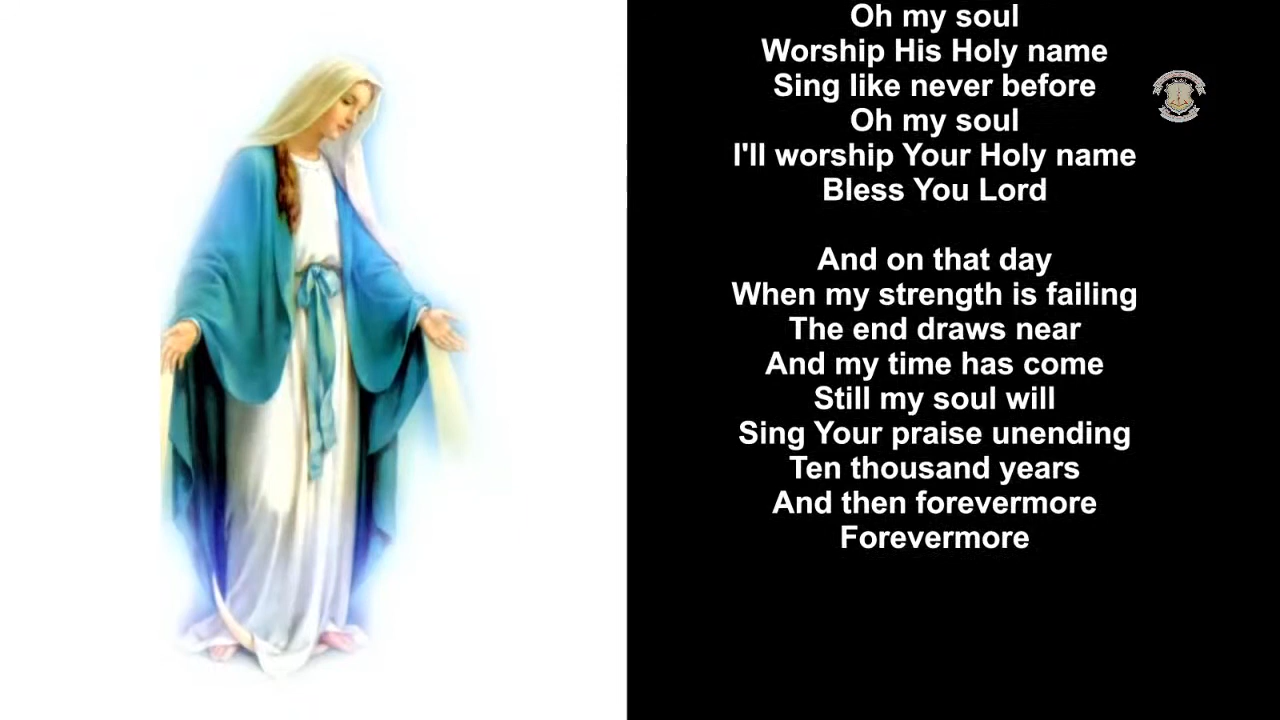 Oh my soul
Worship His Holy name
Sing like never before
Oh my soul
I'll worship Your Holy name
Bless You Lord
And on that day
When my strength is failing
The end draws near
And my time has come
Still my soul will
Sing Your praise unending
Ten thousand years
And then forevermore
Forevermore